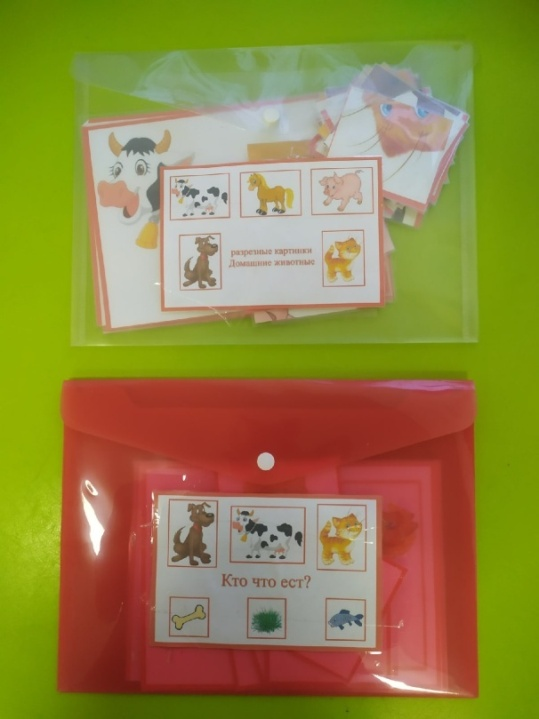 разрезные картинки
Домашние животные
Кто что ест?